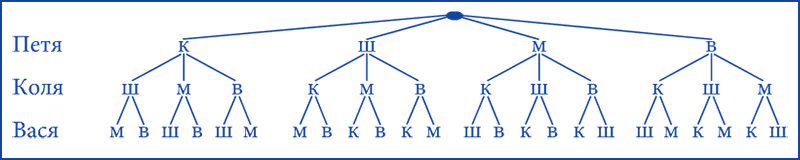 Петя К Ш М В
Коля Ш М В К М В К Ш В К Ш М
Вася М В Ш В Ш М М В К В К М Ш В К В К Ш Ш М К М К Ш